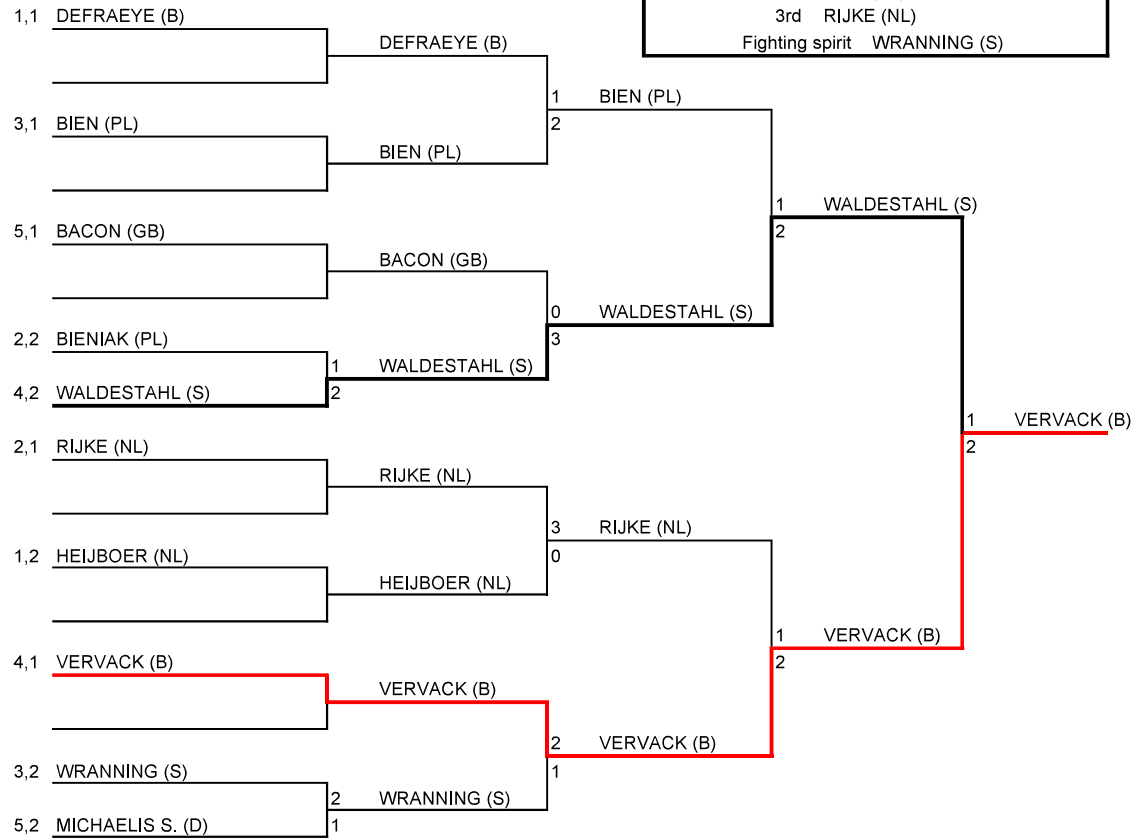 1,1 DEFRAEYE (B)
3rd RIJKE (NL)
DEFRAEYE (B)
Fighting spirit WRANNING (S)
1 BIEN (PL)
3,1 BIEN (PL)
2
BIEN (PL)
1 WALDESTAHL (S)
5,1 BACON (GB)
2
BACON (GB)
0 WALDESTAHL (S)
2,2 BIENIAK (PL)
3
1 WALDESTAHL (S)
4,2 WALDESTAHL (S) 2
1 VERVACK (B)
2,1 RIJKE (NL)
2
RIJKE (NL)
3 RIJKE (NL)
1,2 HEIJBOER (NL)
0
HEIJBOER (NL)
1 VERVACK (B)
4,1 VERVACK (B)
2
VERVACK (B)
2 VERVACK (B)
3,2 WRANNING (S)
1
2 WRANNING (S)
5,2 MICHAELIS S. (D) 1